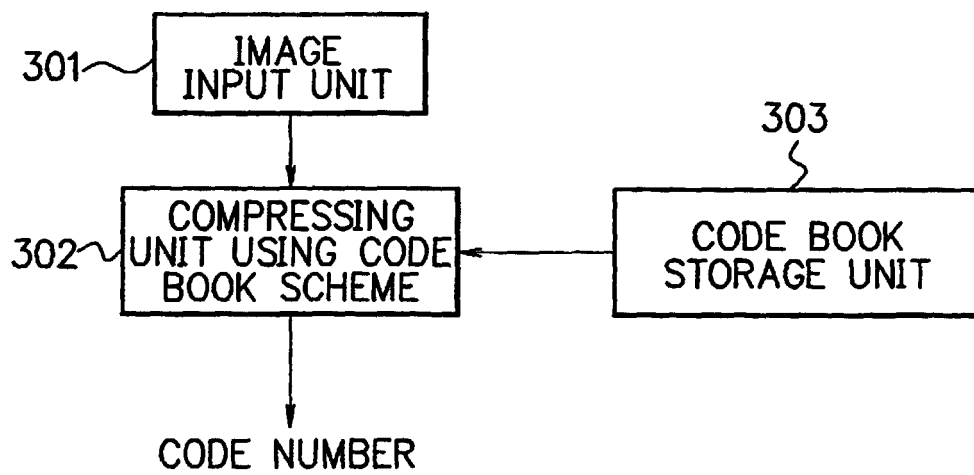 301
IMAGE
INPUT UNIT
303
302
COMPRESSING
UNIT USING CODE
BOOK SCHEME
CODE BOOK
STORAGE UNIT
CODE NUMBER